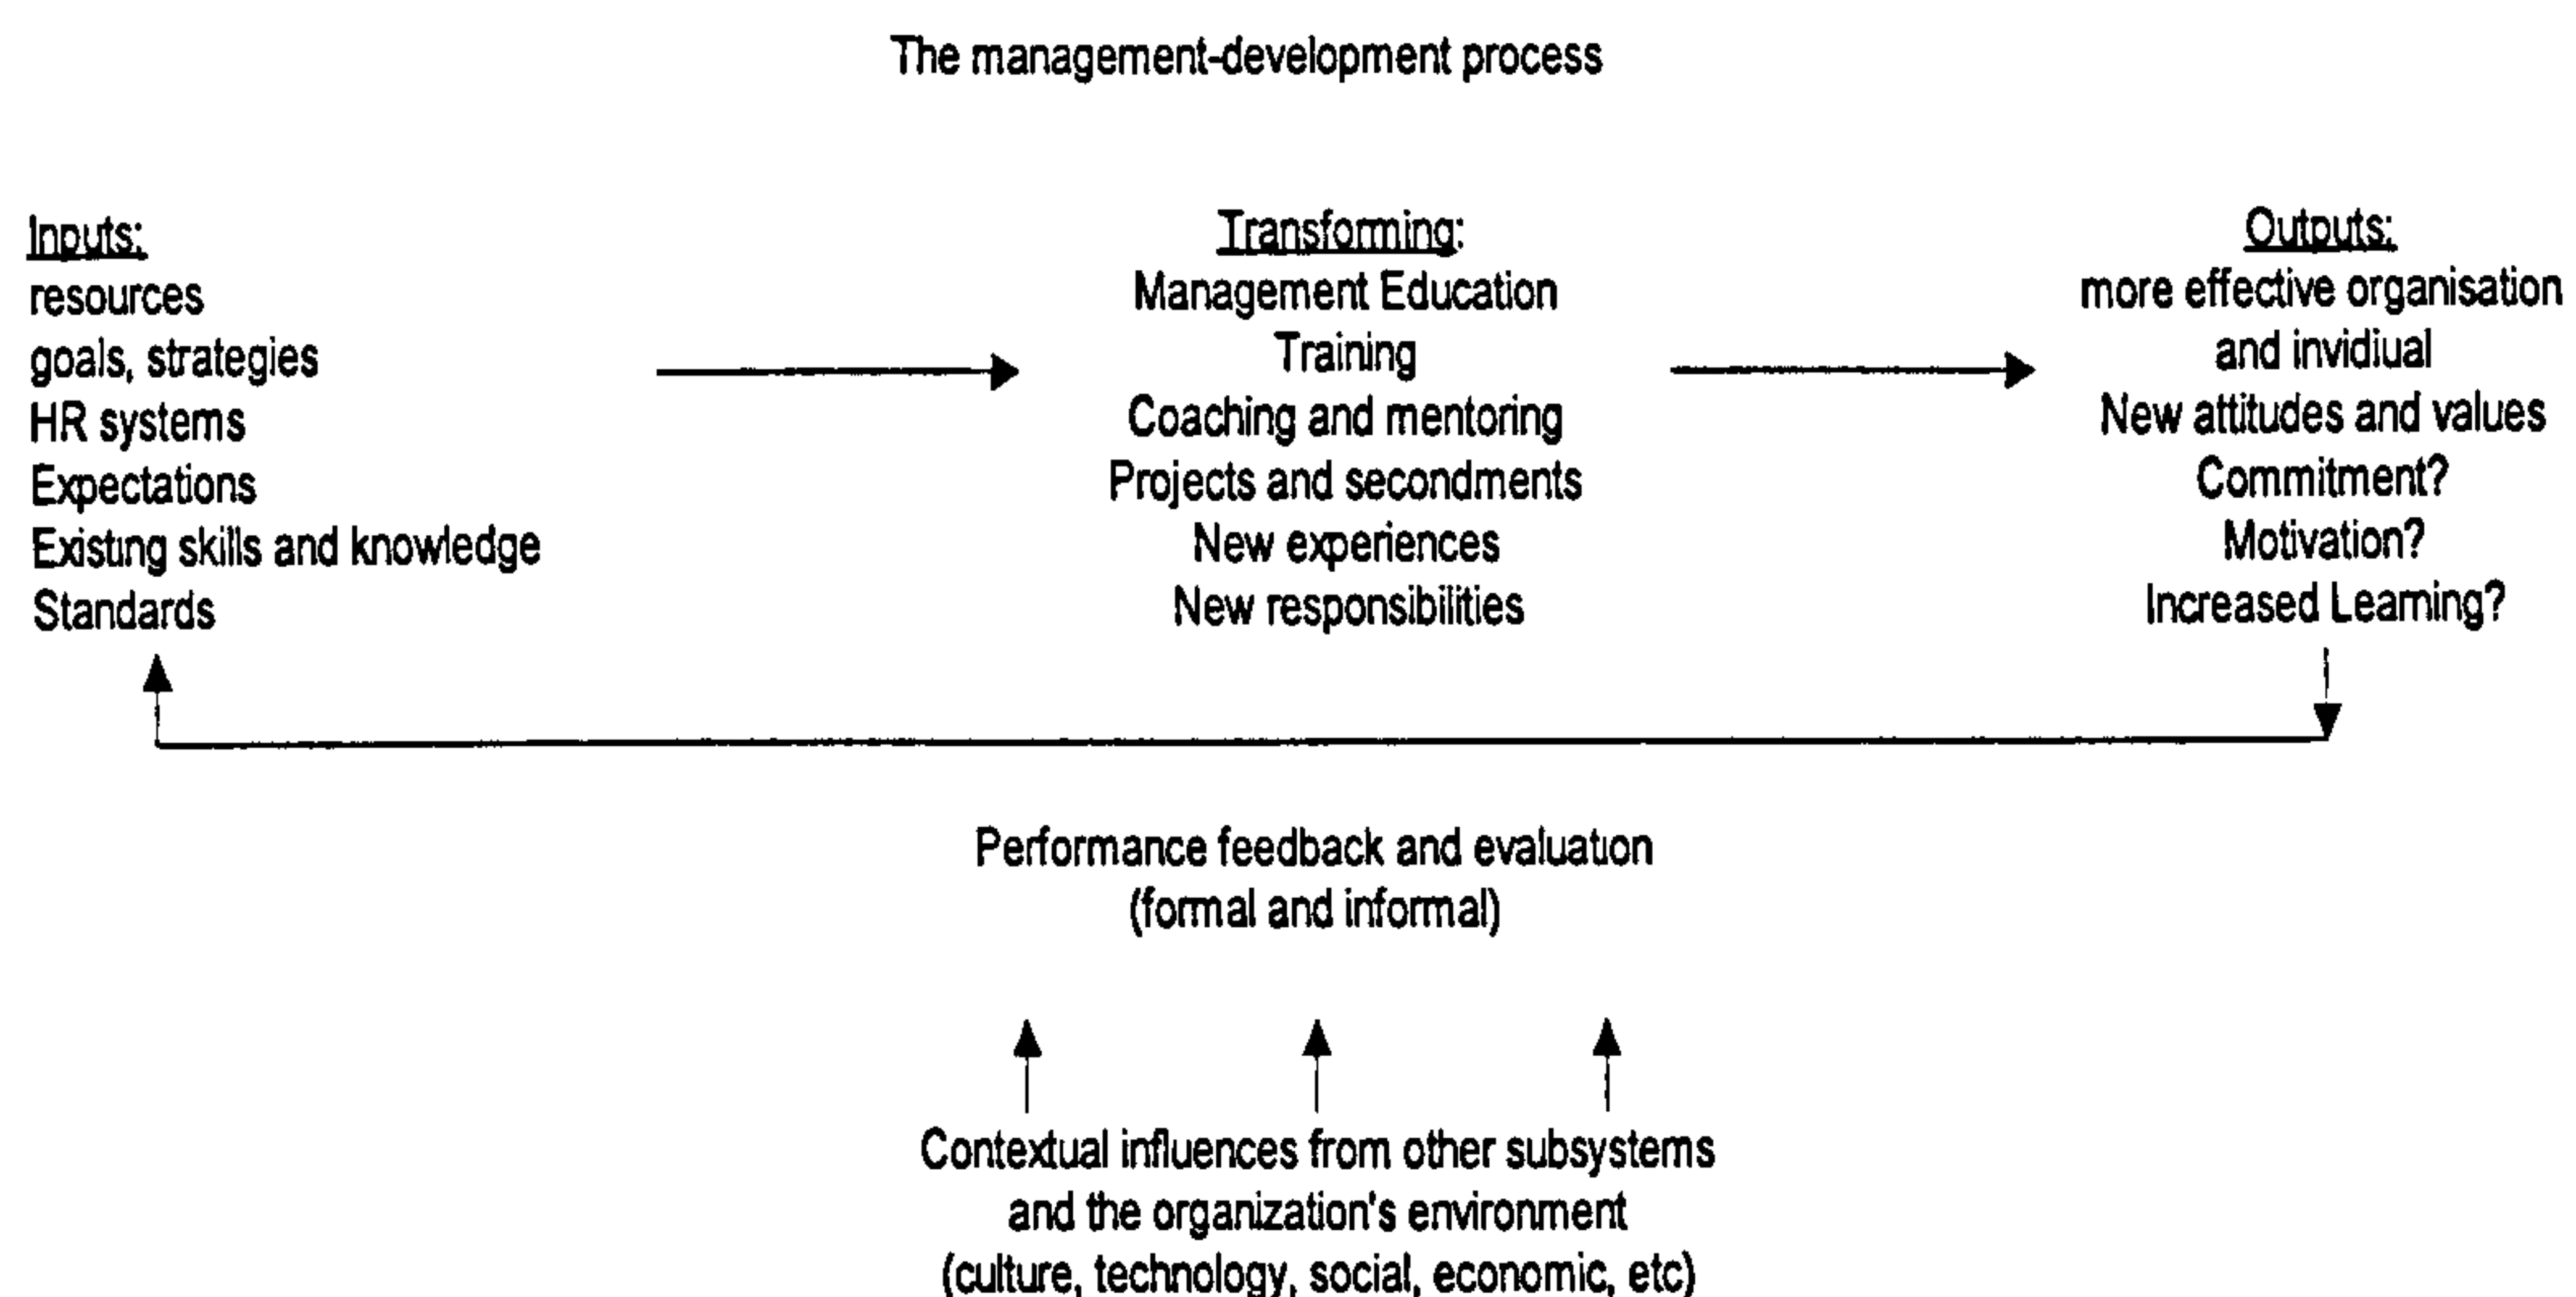 The management-development process
Inputs:
resources
goals, strategies
HR systems
Expectations
Existing skills and knowledge
Standards
Transforming:
Management Education
Training
Coaching and mentoring
Projects and secondments
New experiences
New responsibilities
Outputs:
more effective organisation
and invidiual
New attitudes and values
Commitment?
Motivation?
Increased Learning?
Performance feedback and evaluation
(formal and informal)
Contextual influences from other subsystems
and the organization's environment
(culture, technology, social, economic, etc)